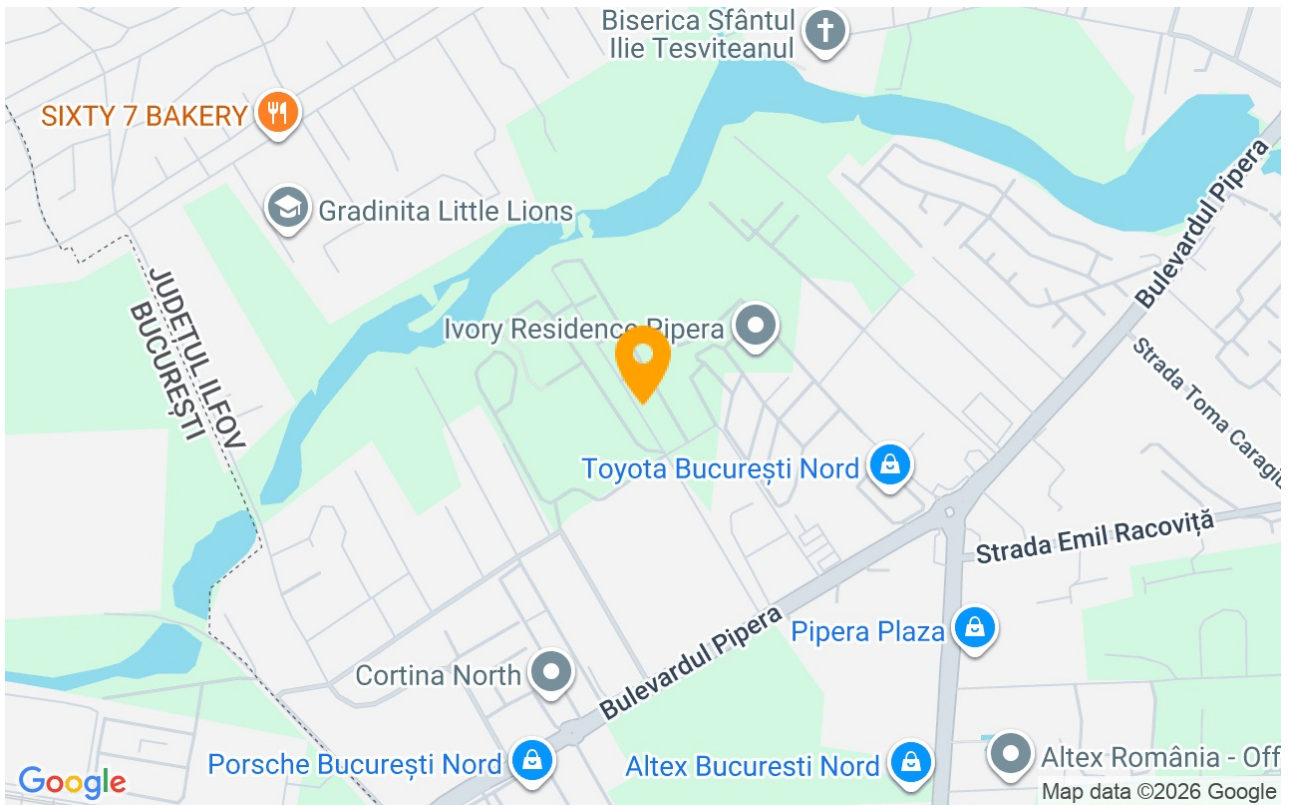 Biserica Sfântul
Ilie Tesviteanul
SIXTY 7 BAKERY
Bulevardul Pipera
Gradinita Little Lions
JUDEȚUL ILFOV
BUCUREȘTI
Ivory Residence Pipera
Strada Toma Caragiu
Toyota București Nord
Strada Emil Racoviță
Pipera Plaza
Bulevardul Pipera
Cortina North
Porsche București Nord
Altex Bucuresti Nord
Altex România - Off
Google
Map data ©2026 Google